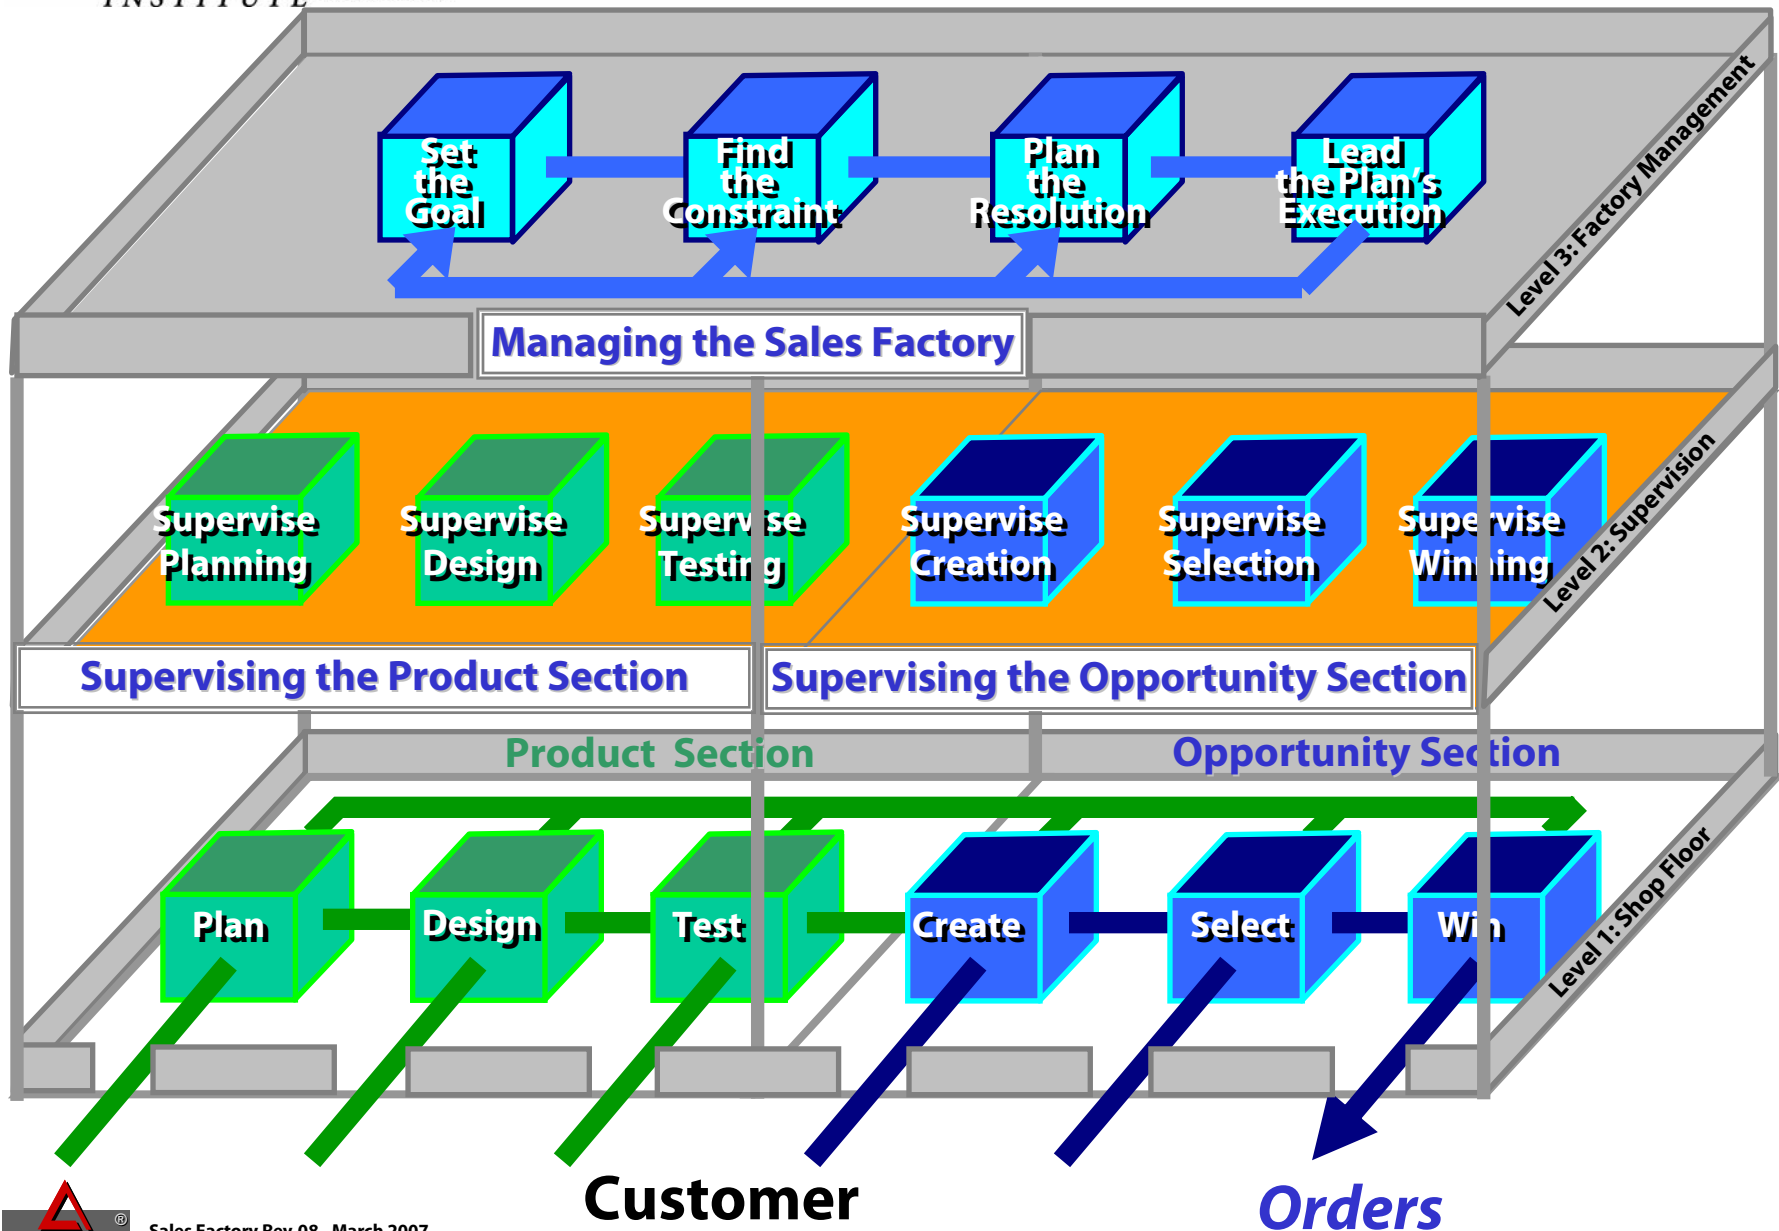 INSTITUTE
Set
the
Goal
Find
the
Constraint
Plan
the
Resolution
Lead
the Plan's
Execution
Level 3: Factory Management
Managing the Sales Factory
Supervise
Planning
Supervise
Design
Supervise
Testing
Supervise
Creation
Supervise
Selection
Supervise
Winning
Level 2: Supervision
Supervising the Product Section
Supervising the Opportunity Section
Product Section
Opportunity Section
Plan
Design
Test
Create
Select
Win
Level 1: Shop Floor
Customer
Orders
®
Sales Factory Rev 08 March 2007